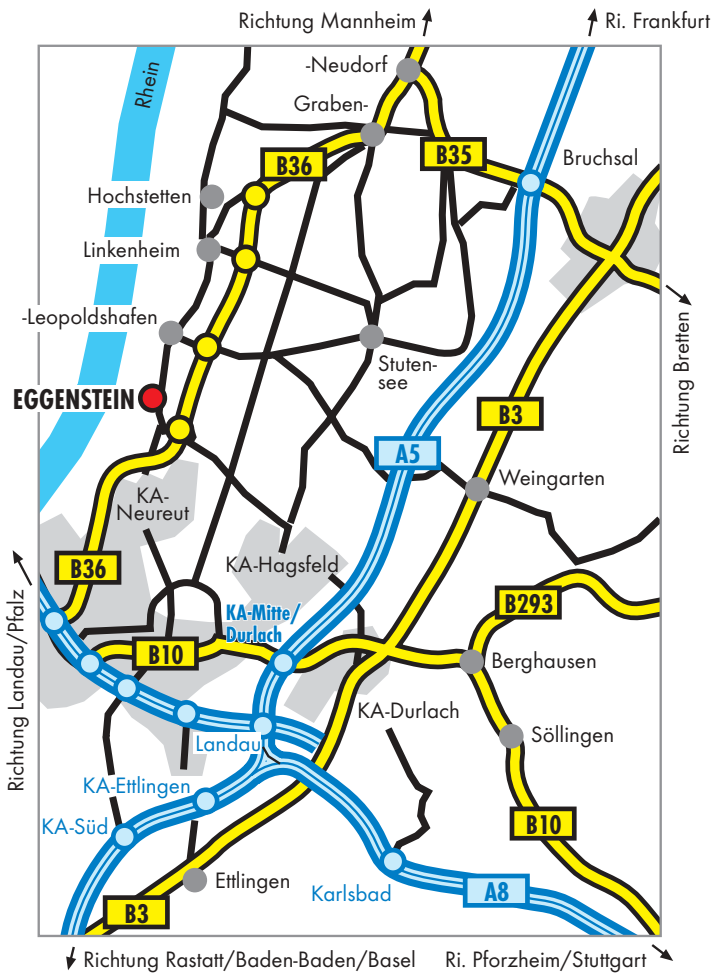 Richtung Mannheim
Ri. Frankfurt
-Neudorf
Rhein
Graben-
B36
B35
Bruchsal
Hochstetten
Linkenheim
-Leopoldshafen
Richtung Bretten
Stuten-
see
EGGENSTEIN
B3
A5
Weingarten
KA-
Neureut
KA-Hagsfeld
B36
B293
KA-Mitte/
Durlach
B10
Berghausen
Richtung Landau/Pfalz
KA-Durlach
Söllingen
Landau
KA-Ettlingen
B10
KA-Süd
Ettlingen
Karlsbad
A8
B3
Richtung Rastatt/Baden-Baden/Basel
Ri. Pforzheim/Stuttgart